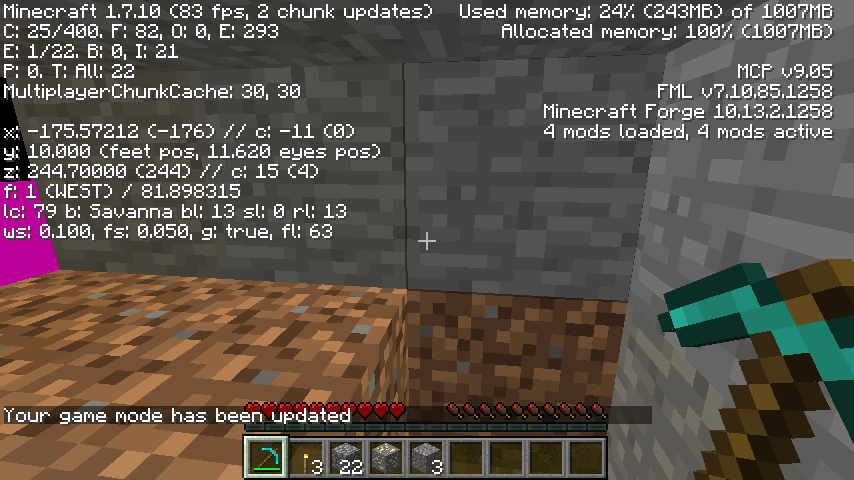 Minecraft 1.7.10 (83 fps, 2 chunk updates)
C: 25/400. F: 82, O: 0, E: 293
E: 1/22. B: 0, I: 21
P: 0. T: All: 22
MultiplayerChunkCache: 30, 30
x: -175.57212 (-176) // c: -11 (0)
y: 10.000 (feet pos, 11.620 eyes pos)
z: 244.70000 (244) // c: 15 (4)
f: 1 (WEST) / 81.898315
lc: 79 b: Savanna bl: 13 sl: 0 rl: 13
ws: 0.100, fs: 0.050, g: true, fl: 63
Used memory: 24% (243MB) of 1007MB
Allocated memory: 100% (1007MB)
MCP v9.05
FML v7.10.85.1258
Minecraft Forge 10.13.2.1258
4 mods loaded, 4 mods active
Your game mode has been updated
3 22 3